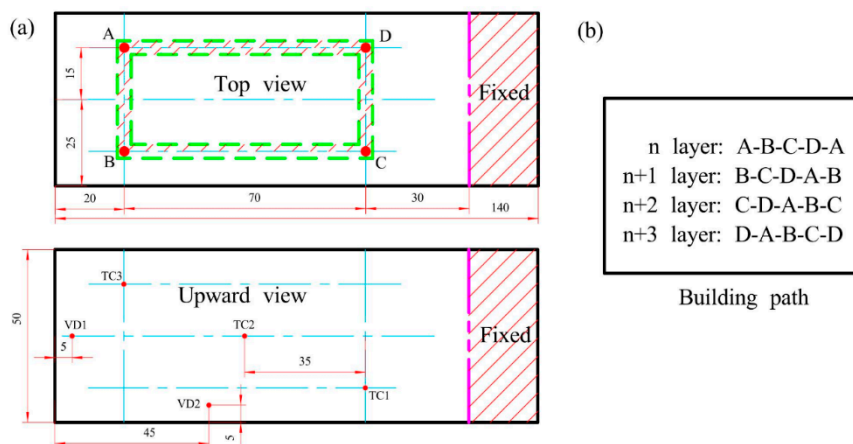 (a)
A
D
15
Top view
Fixed
25
B
C
20
70
30
140
(b)
n layer: A-B-C-D-A
n+1 layer: B-C-D-A-B
n+2 layer: C-D-A-B-C
n+3 layer: D-A-B-C-D
Building path
TC3
Upward view
50
VD1
TC2
Fixed
5
35
TC1
VD2
45
5